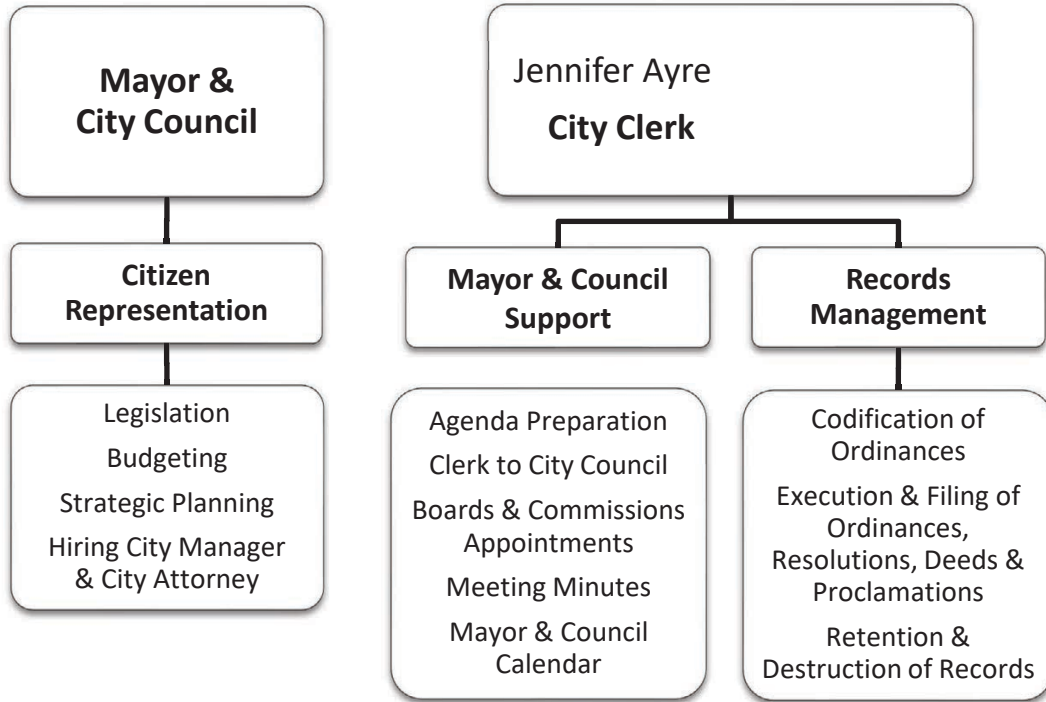 Mayor &
City Council
Citizen
Representation
Legislation
Budgeting
Strategic Planning
Hiring City Manager
& City Attorney
Jennifer Ayre
City Clerk
Mayor & Council
Support
Agenda Preparation
Clerk to City Council
Boards & Commissions
Appointments
Meeting Minutes
Mayor & Council
Calendar
Records
Management
Codification of
Ordinances
Execution & Filing of
Ordinances,
Resolutions, Deeds &
Proclamations
Retention &
Destruction of Records